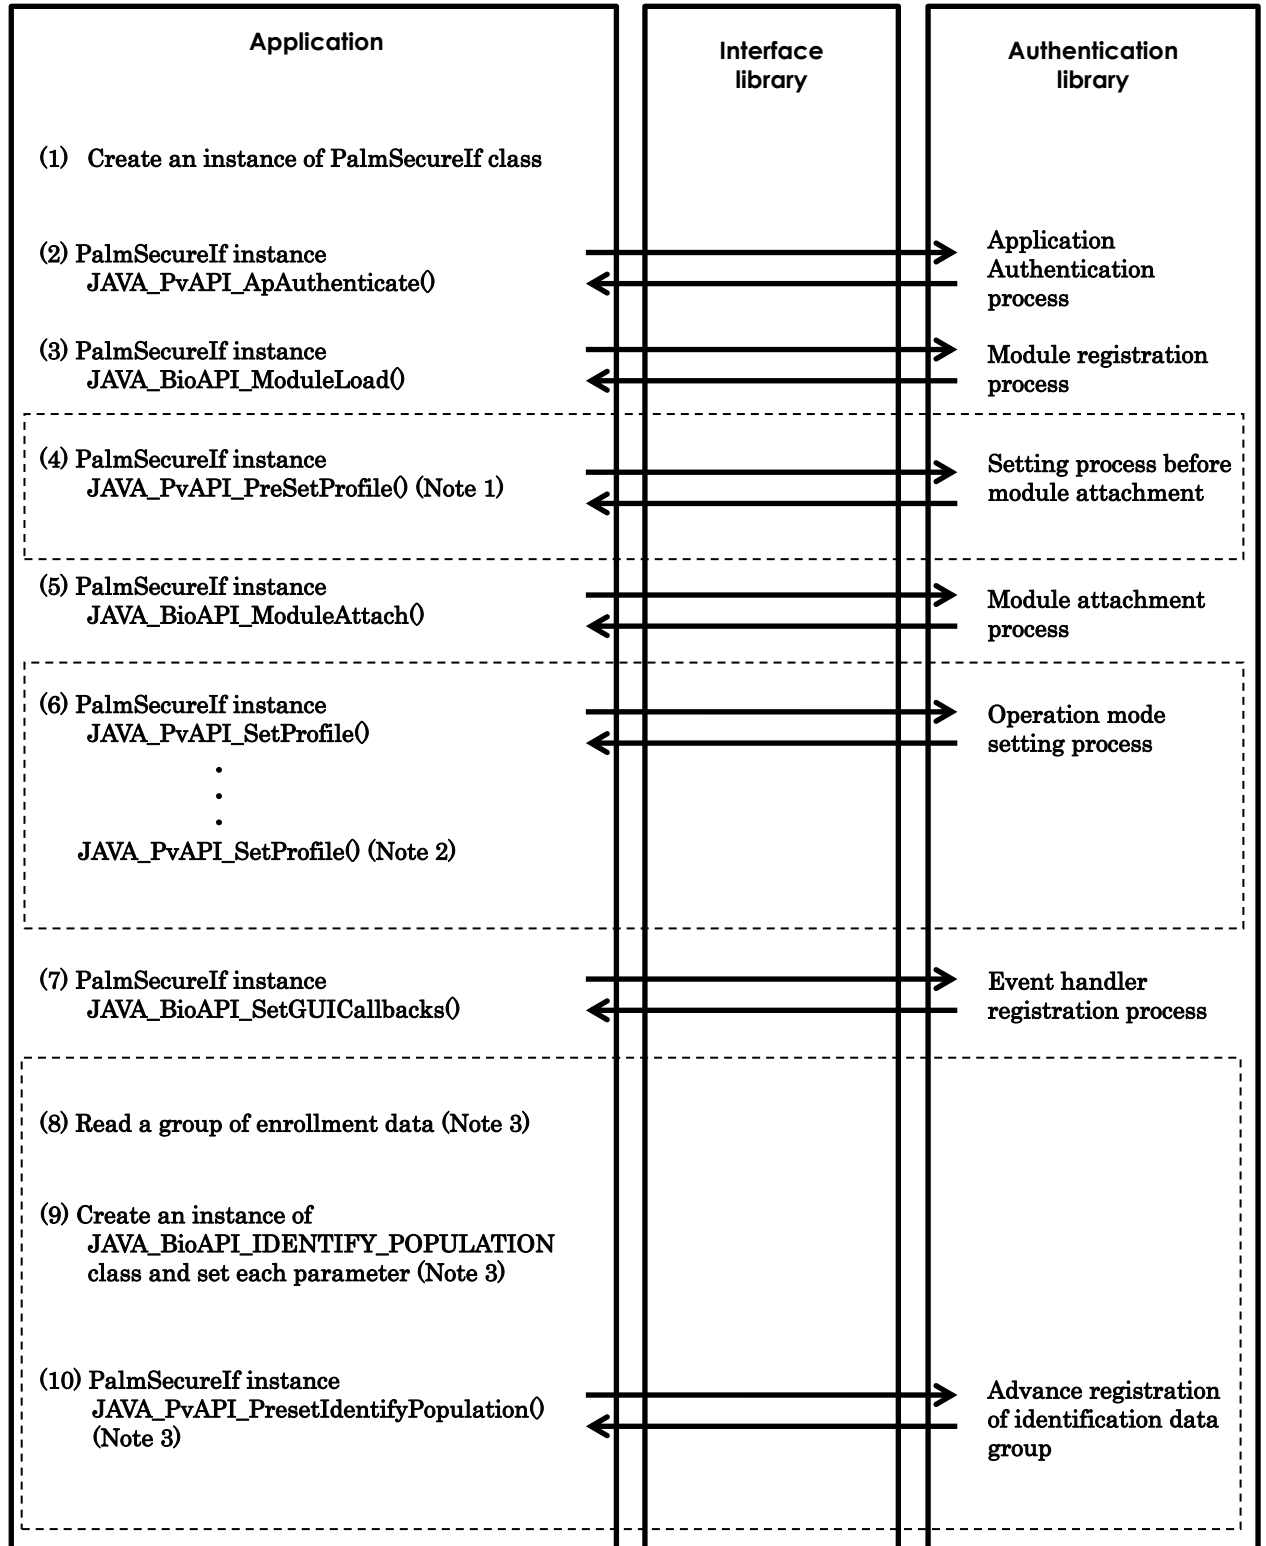 Application
Interface
library
Authentication
library
(1) Create an instance of PalmSecureIf class
(2) PalmSecureIf instance
JAVA_PvAPI_ApAuthenticate()
Application
Authentication
process
(3) PalmSecureIf instance
JAVA_BioAPI_ModuleLoad()
Module registration
process
(4) PalmSecureIf instance
JAVA_PvAPI_PreSetProfile() (Note 1)
Setting process before
module attachment
(5) PalmSecureIf instance
JAVA_BioAPI_ModuleAttach()
Module attachment
process
(6) PalmSecureIf instance
JAVA_PvAPI_SetProfile()
.
.
.
JAVA_PvAPI_SetProfile() (Note 2)
Operation mode
setting process
(7) PalmSecureIf instance
JAVA_BioAPI_SetGUICallbacks()
Event handler
registration process
(8) Read a group of enrollment data (Note 3)
(9) Create an instance of
JAVA_BioAPI_IDENTIFY_POPULATION
class and set each parameter (Note 3)
(10) PalmSecureIf instance
JAVA_PvAPI_PresetIdentifyPopulation()
(Note 3)
Advance registration
of identification data
group